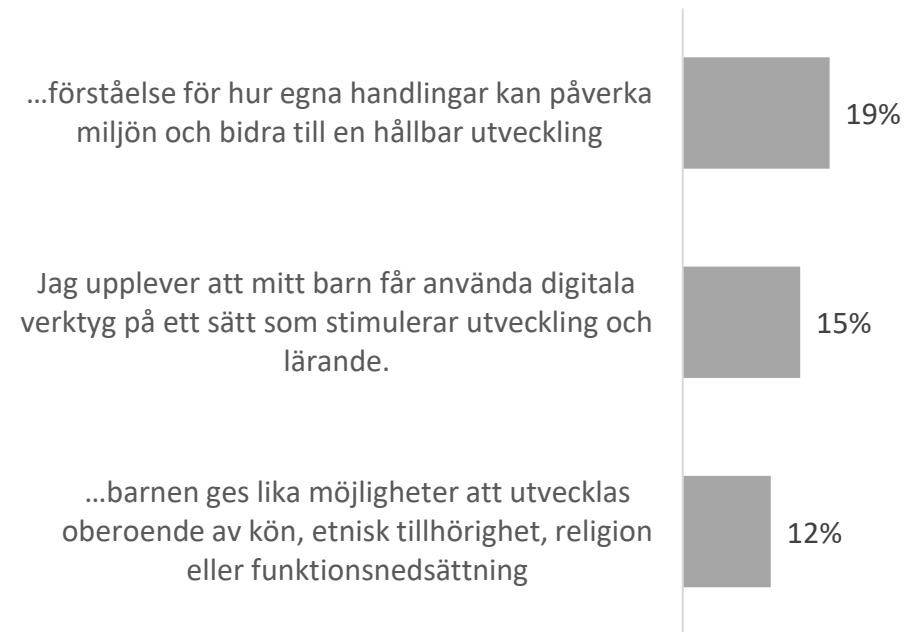 ...förståelse för hur egna handlingar kan påverka
miljön och bidra till en hållbar utveckling
19%
Jag upplever att mitt barn får använda digitala
verktyg på ett sätt som stimulerar utveckling och
lärande.
15%
...barnen ges lika möjligheter att utvecklas
oberoende av kön, etnisk tillhörighet, religion
eller funktionsnedsättning
12%